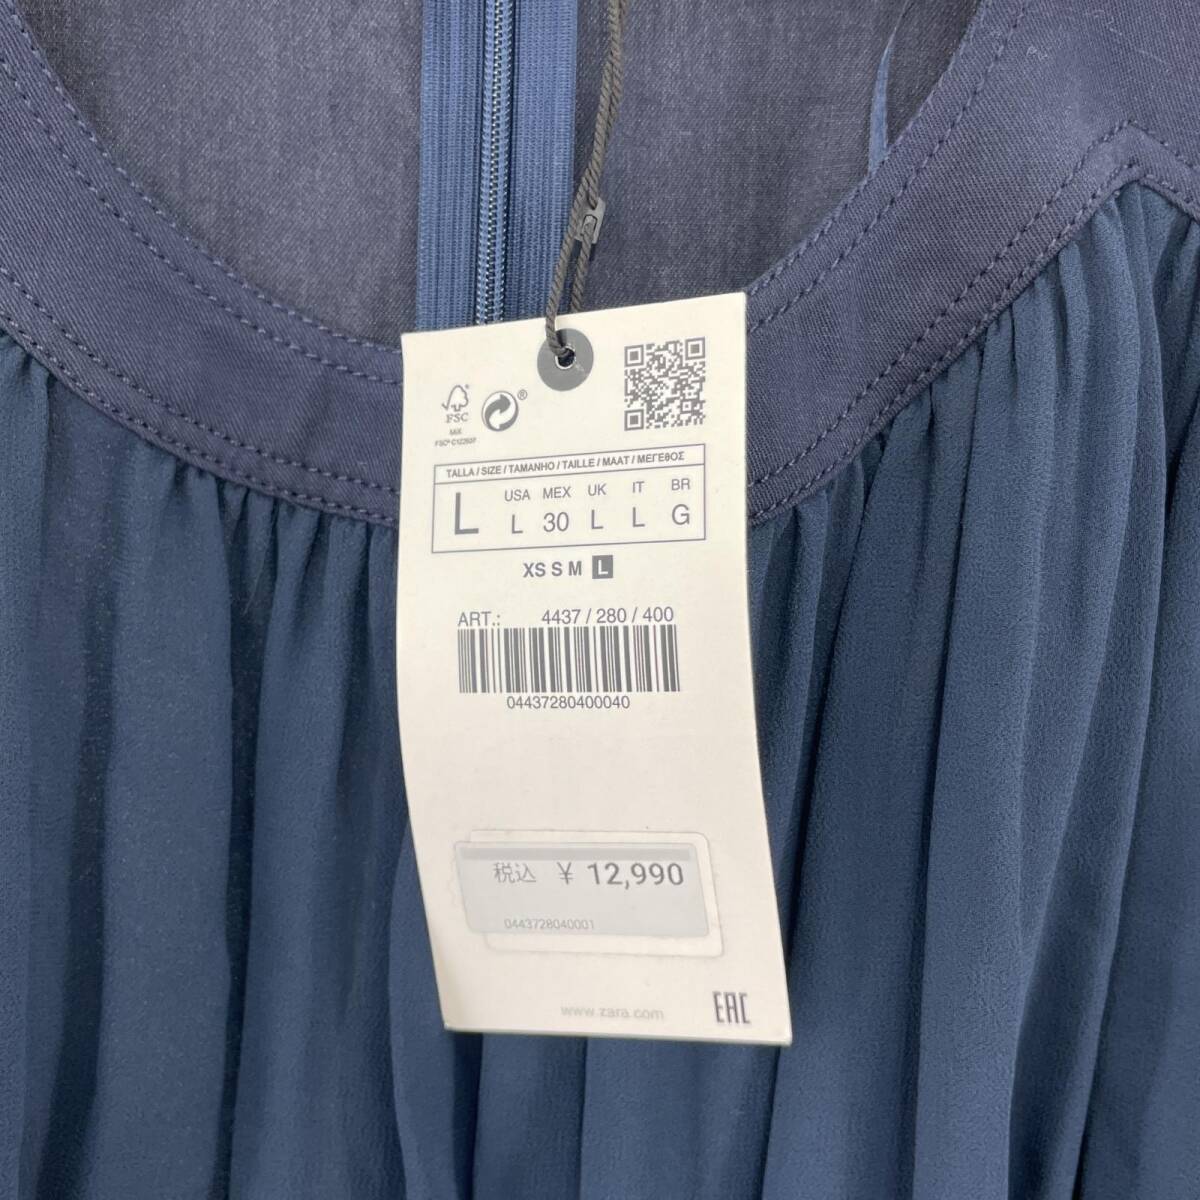 FSC
MIX
FSC® C122637
®
TALLA / SIZE / TAMANHO / TAILLE / MAAT / ΜΕΓΕΘΟΣ
L
USA MEX UK IT BR
L 30 L L G
XS S M L
ART.: 4437 / 280 / 400
04437280400040
税込 ¥ 12,990
0443728040001
www.zara.com
EAC